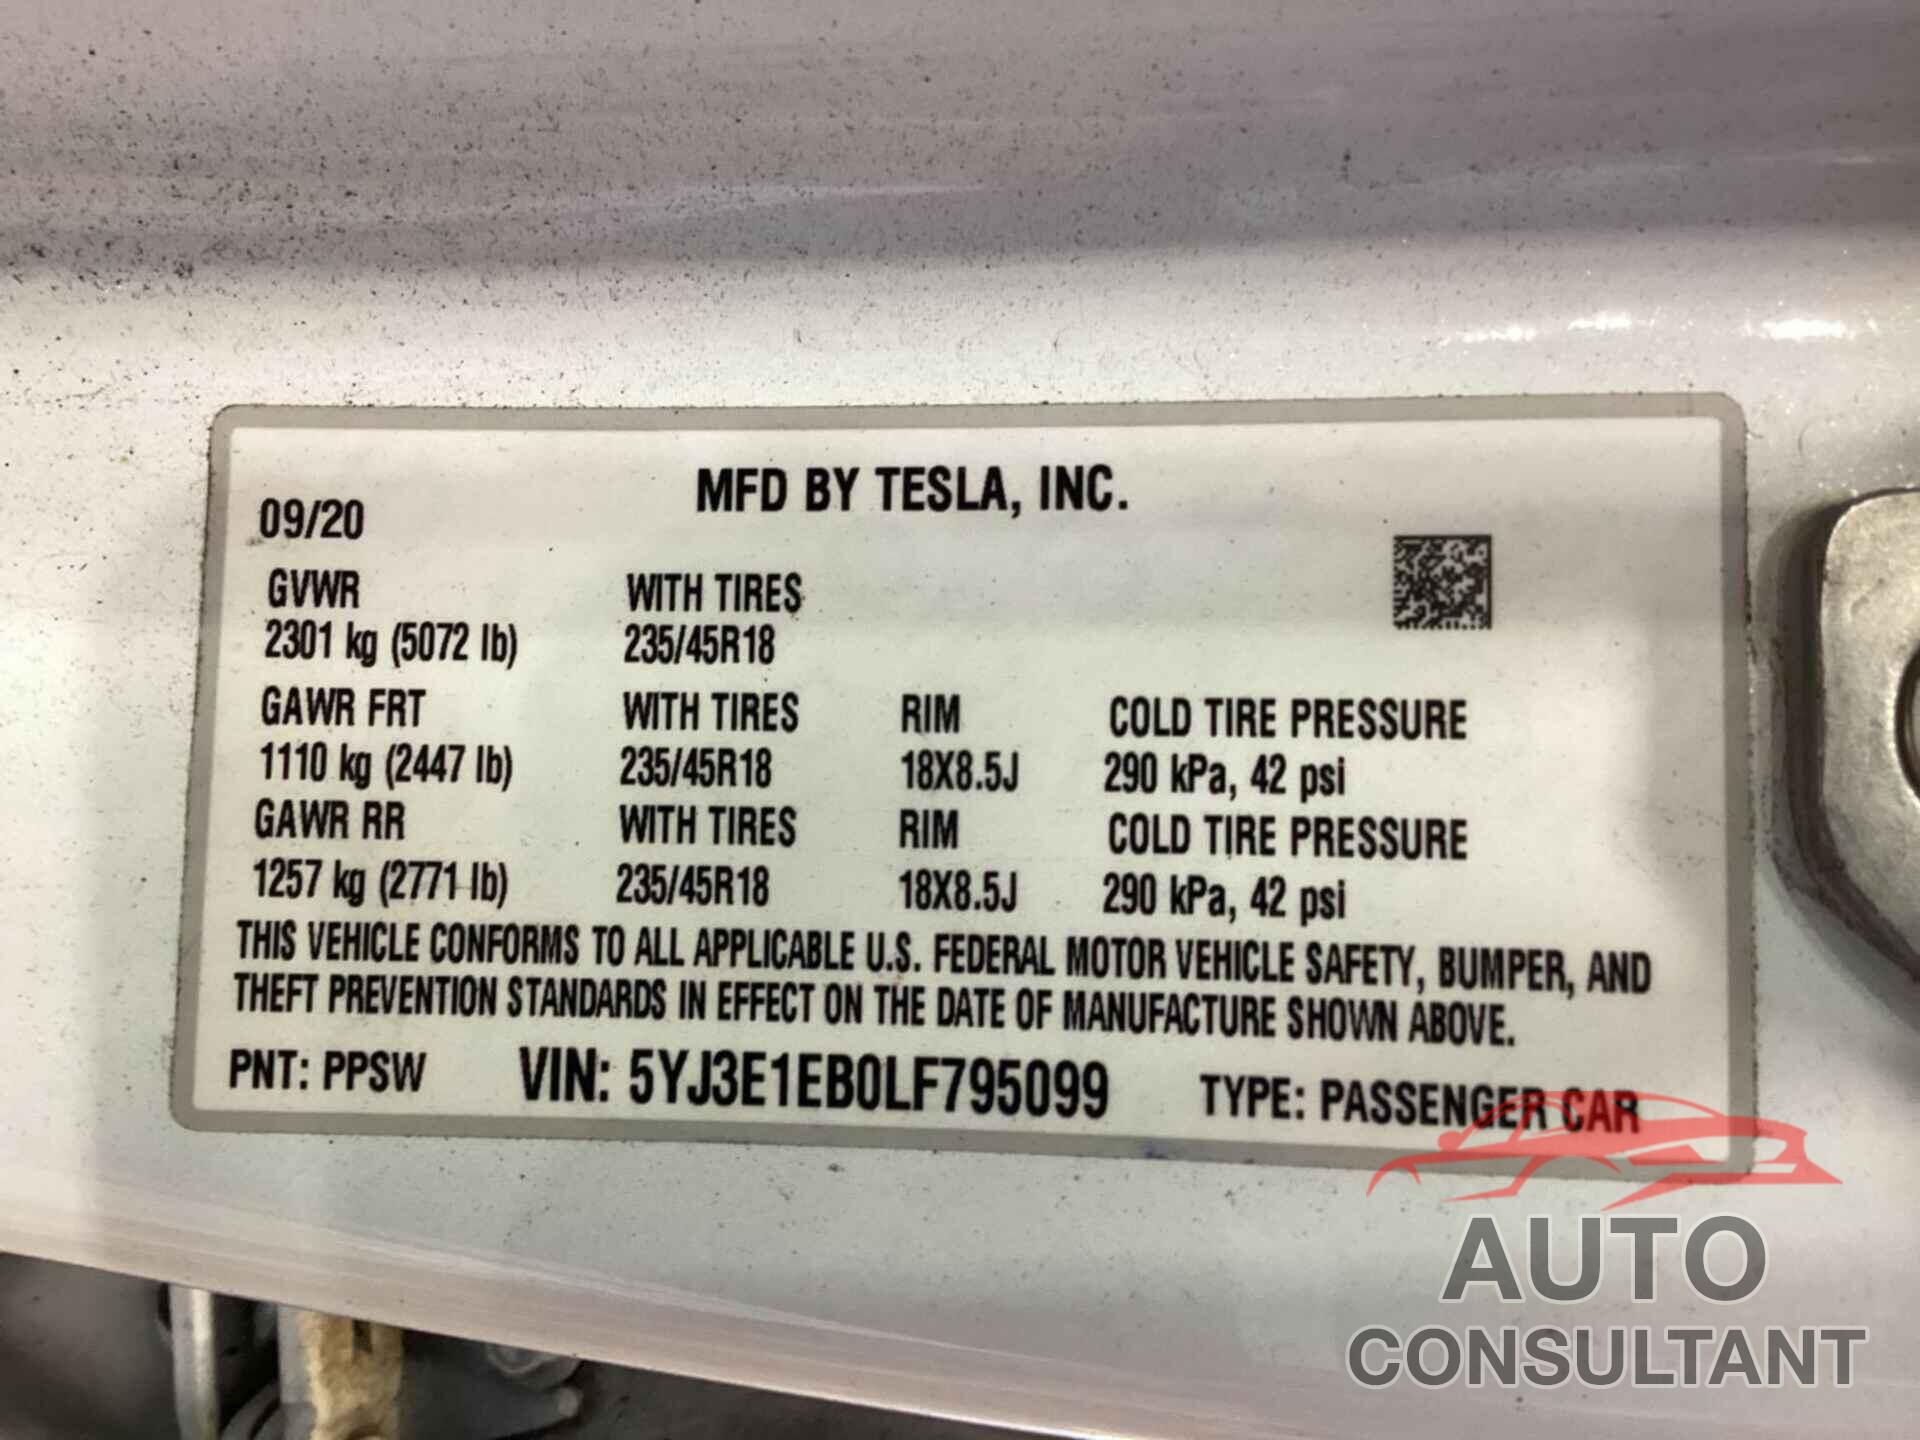 MFD BY TESLA, INC.
09/20
GVWR WITH TIRES
2301 kg (5072 lb) 235/45R18
GAWR FRT WITH TIRES RIM COLD TIRE PRESSURE
1110 kg (2447 lb) 235/45R18 18X8.5J 290 kPa, 42 psi
GAWR RR WITH TIRES RIM COLD TIRE PRESSURE
1257 kg (2771 lb) 235/45R18 18X8.5J 290 kPa, 42 psi
THIS VEHICLE CONFORMS TO ALL APPLICABLE U.S. FEDERAL MOTOR VEHICLE SAFETY, BUMPER, AND
THEFT PREVENTION STANDARDS IN EFFECT ON THE DATE OF MANUFACTURE SHOWN ABOVE.
PNT: PPSW VIN: 5YJ3E1EB0LF795099 TYPE: PASSENGER CAR
AUTO
CONSULTANT